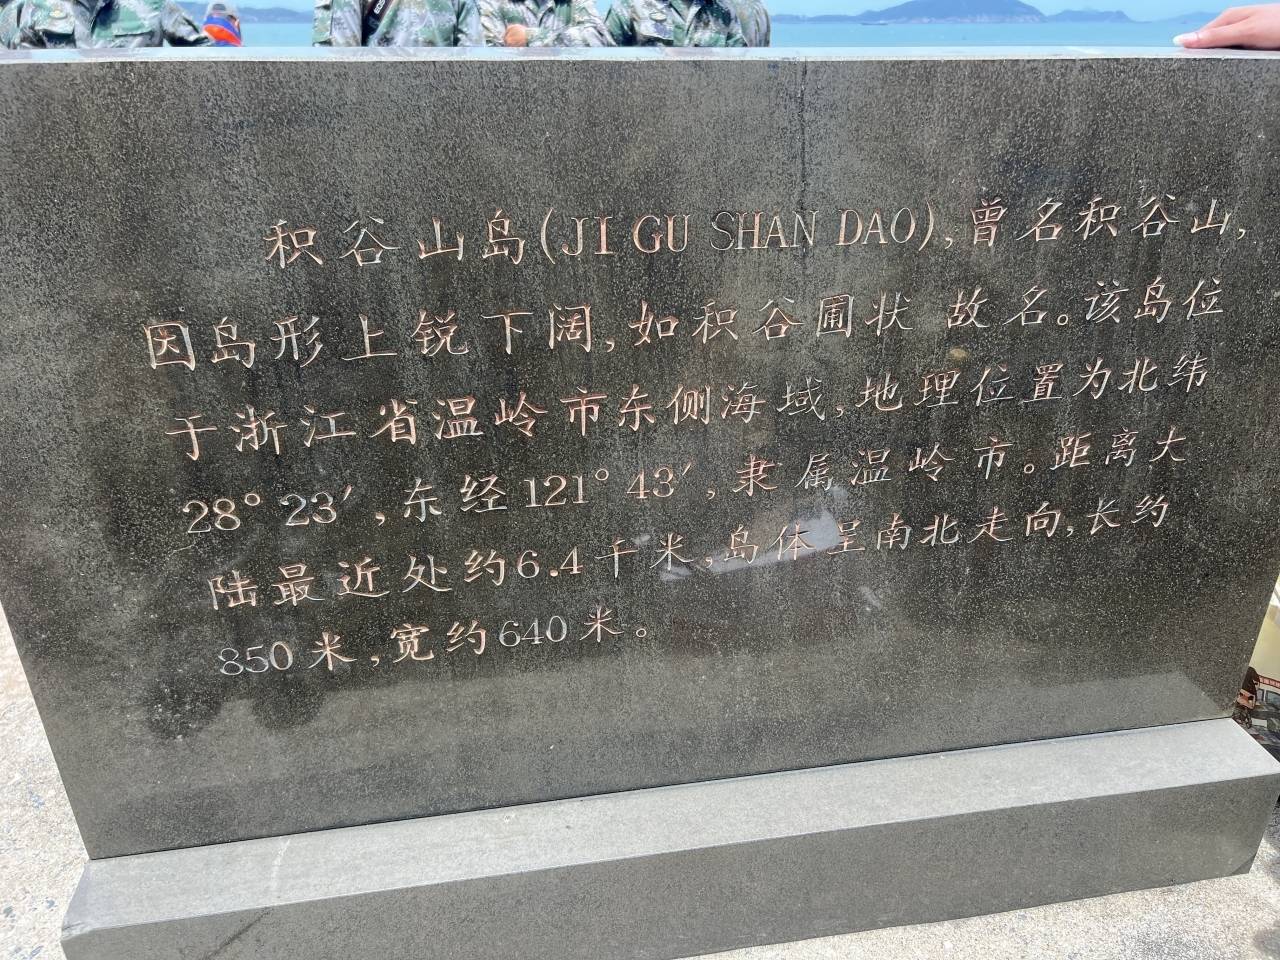 积谷山岛(JI GU SHAN DAO),曾名积谷山,
因岛形上锐下阔,如积谷圃状 故名。该岛位
于浙江省温岭市东侧海域,地理位置为北纬
28°23′,东经121°43′,隶属温岭市。距离大
陆最近处约6.4千米,岛体呈南北走向,长约
850米,宽约640米。